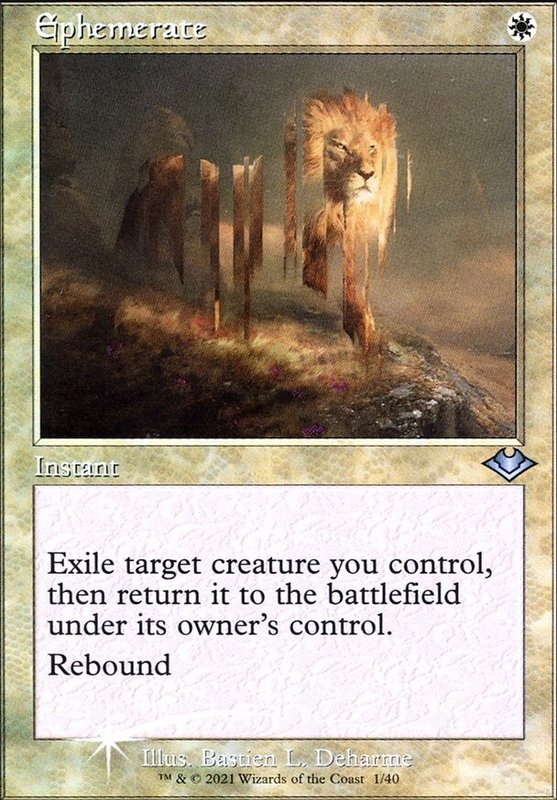 Ephemerate
Instant
Exile target creature you control,
then return it to the battlefield
under its owner's control.
Rebound
Illus. Bastien L. Deharme
™ & © 2021 Wizards of the Coast 1/40